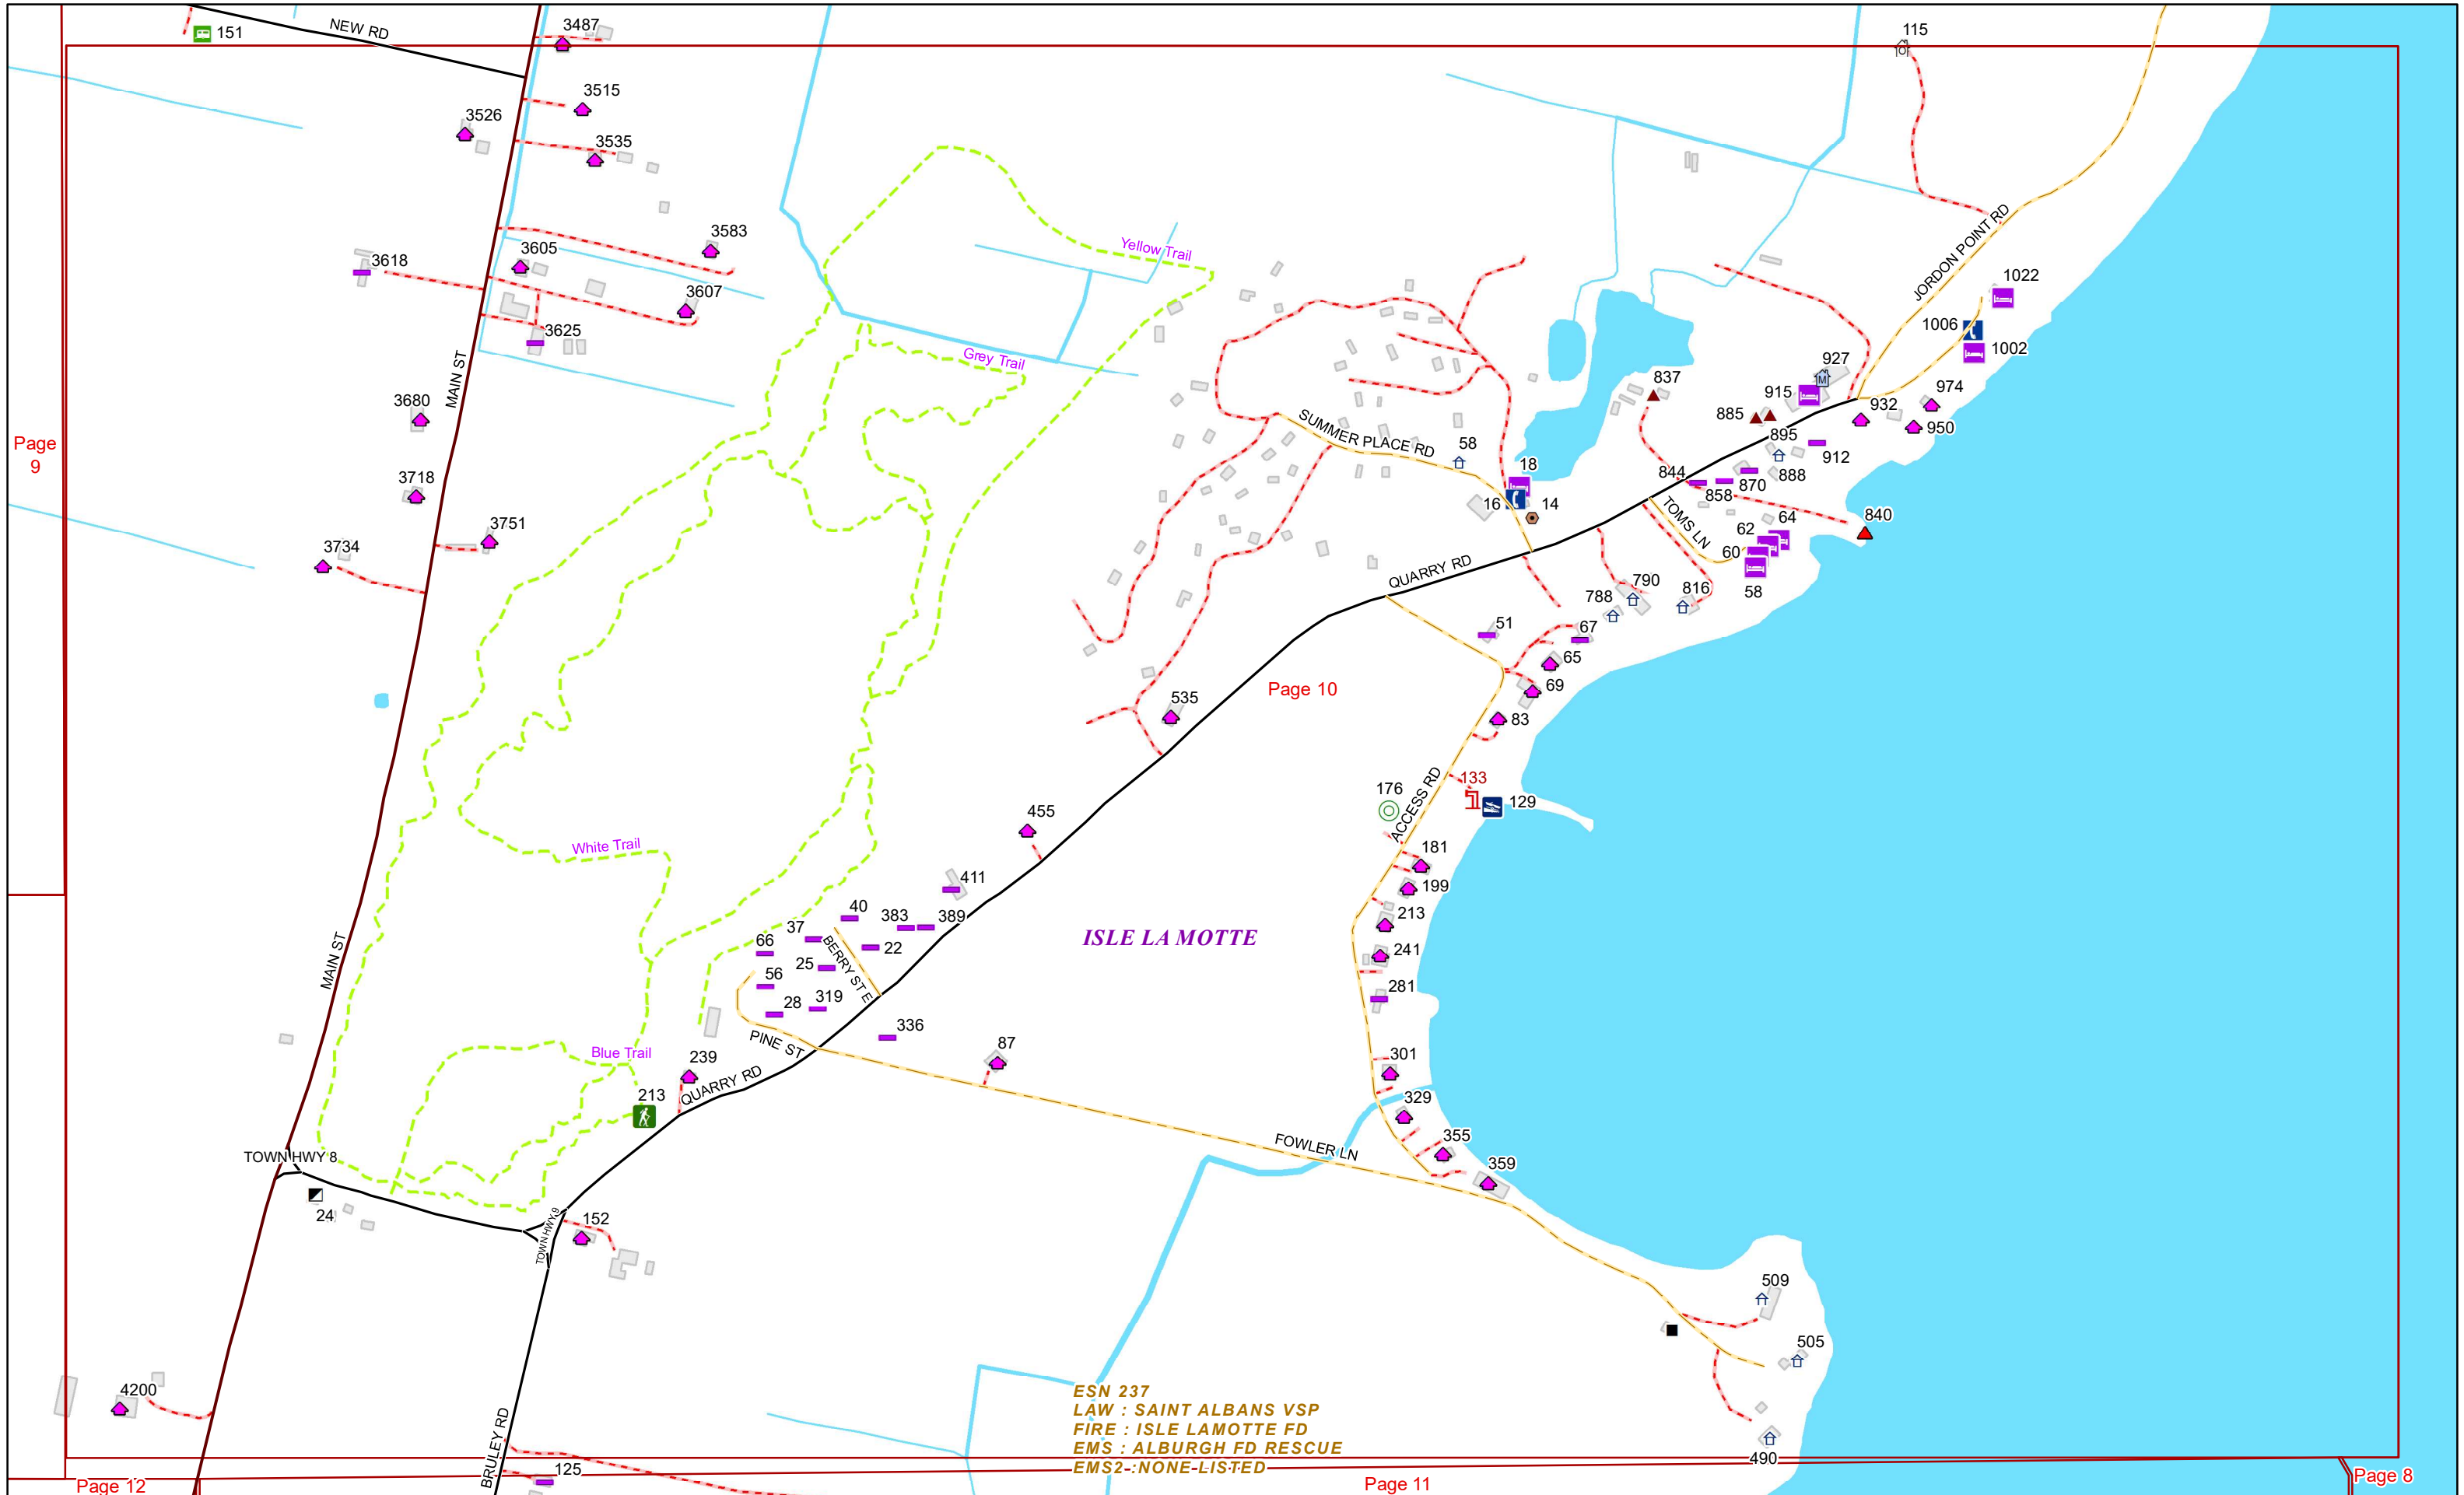 NEW RD
151
3487
115
3515
3526
3535
3583
Yellow Trail
3605
3618
3607
3625
JORDON POINT RD
1022
1006
1002
Grey Trail
MAIN ST
927
837
915
974
932
950
885
3680
Page
9
SUMMER PLACE RD
58
895
912
888
18
844
870
858
16
14
3718
3751
3734
TOMS LN
64
62
60
58
840
QUARRY RD
790
788
816
51
67
65
69
83
Page 10
535
ACCESS RD
133
129
176
455
White Trail
181
199
411
40
383
389
213
37
22
66
25
BERRY ST E
ISLE LA MOTTE
241
MAIN ST
56
28
319
281
336
PINE ST
87
Blue Trail
239
301
QUARRY RD
213
329
FOWLER LN
355
359
TOWN HWY 8
24
TOWN HWY 9
152
509
505
4200
ESN 237
LAW : SAINT ALBANS VSP
FIRE : ISLE LAMOTTE FD
EMS : ALBURGH FD RESCUE
EMS2 :NONE LISTED
BRULEY RD
490
125
Page 12
Page 11
Page 8